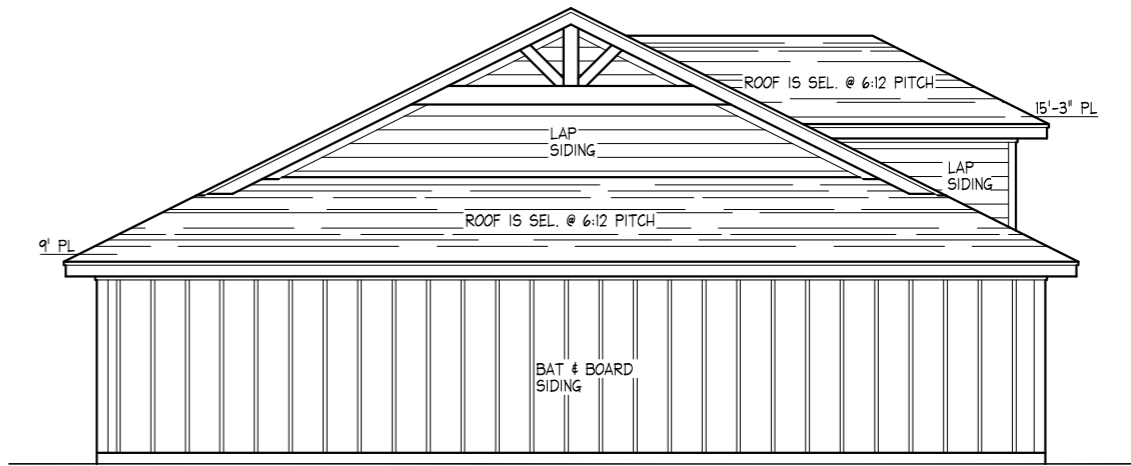 ROOF IS SEL. @ 6:12 PITCH
15'-3" PL
LAP
SIDING
LAP
SIDING
ROOF IS SEL. @ 6:12 PITCH
9' PL
BAT & BOARD
SIDING